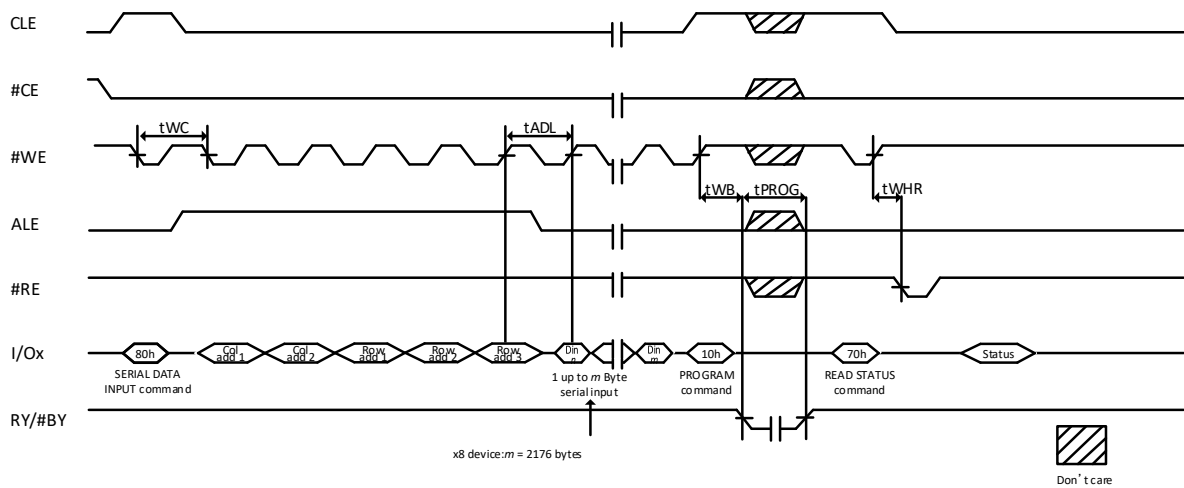 CLE
#CE
tWC
tADL
#WE
tWB
tPROG
tWHR
ALE
#RE
I/Ox
80h
Col
add 1
Col
add 2
Row
add 1
Row
add 2
Row
add 3
Din
n
Din
m
10h
70h
Status
SERIAL DATA
INPUT command
1 up to m Byte
serial input
PROGRAM
command
READ STATUS
command
RY/#BY
x8 device:m = 2176 bytes
Don't care